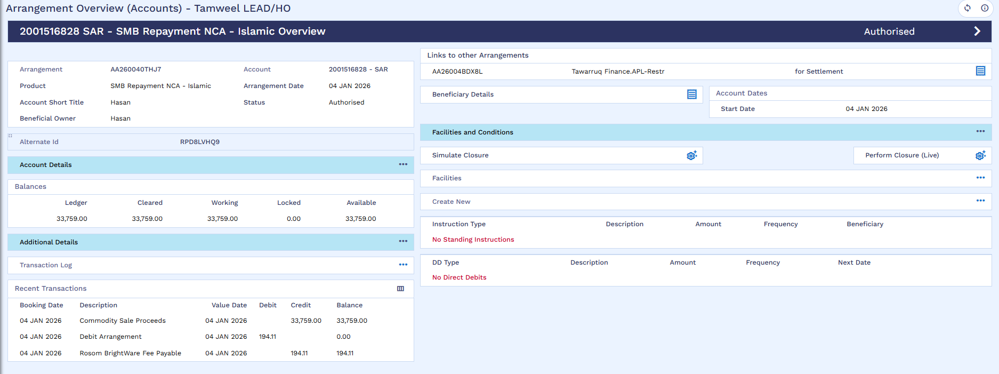 Arrangement Overview (Accounts) - Tamweel LEAD/HO
2001516828 SAR - SMB Repayment NCA - Islamic Overview Authorised
Arrangement AA260040THJ7 Account 2001516828 - SAR
Product SMB Repayment NCA - Islamic Arrangement Date 04 JAN 2026
Account Short Title Hasan Status Authorised
Beneficial Owner Hasan
Alternate Id RPD8LVHQ9
Account Details
Balances
Ledger Cleared Working Locked Available
33,759.00 33,759.00 33,759.00 0.00 33,759.00
Additional Details
Transaction Log
Recent Transactions
Booking Date Description Value Date Debit Credit Balance
04 JAN 2026 Commodity Sale Proceeds 04 JAN 2026 33,759.00 33,759.00
04 JAN 2026 Debit Arrangement 04 JAN 2026 194.11 0.00
04 JAN 2026 Rosom BrightWare Fee Payable 04 JAN 2026 194.11 194.11
Links to other Arrangements
AA26004BDX8L Tawarruq Finance.APL-Restr for Settlement
Beneficiary Details
Account Dates
Start Date 04 JAN 2026
Facilities and Conditions
Simulate Closure Perform Closure (Live)
Facilities
Create New
Instruction Type Description Amount Frequency Beneficiary
No Standing Instructions
DD Type Description Amount Frequency Next Date
No Direct Debits